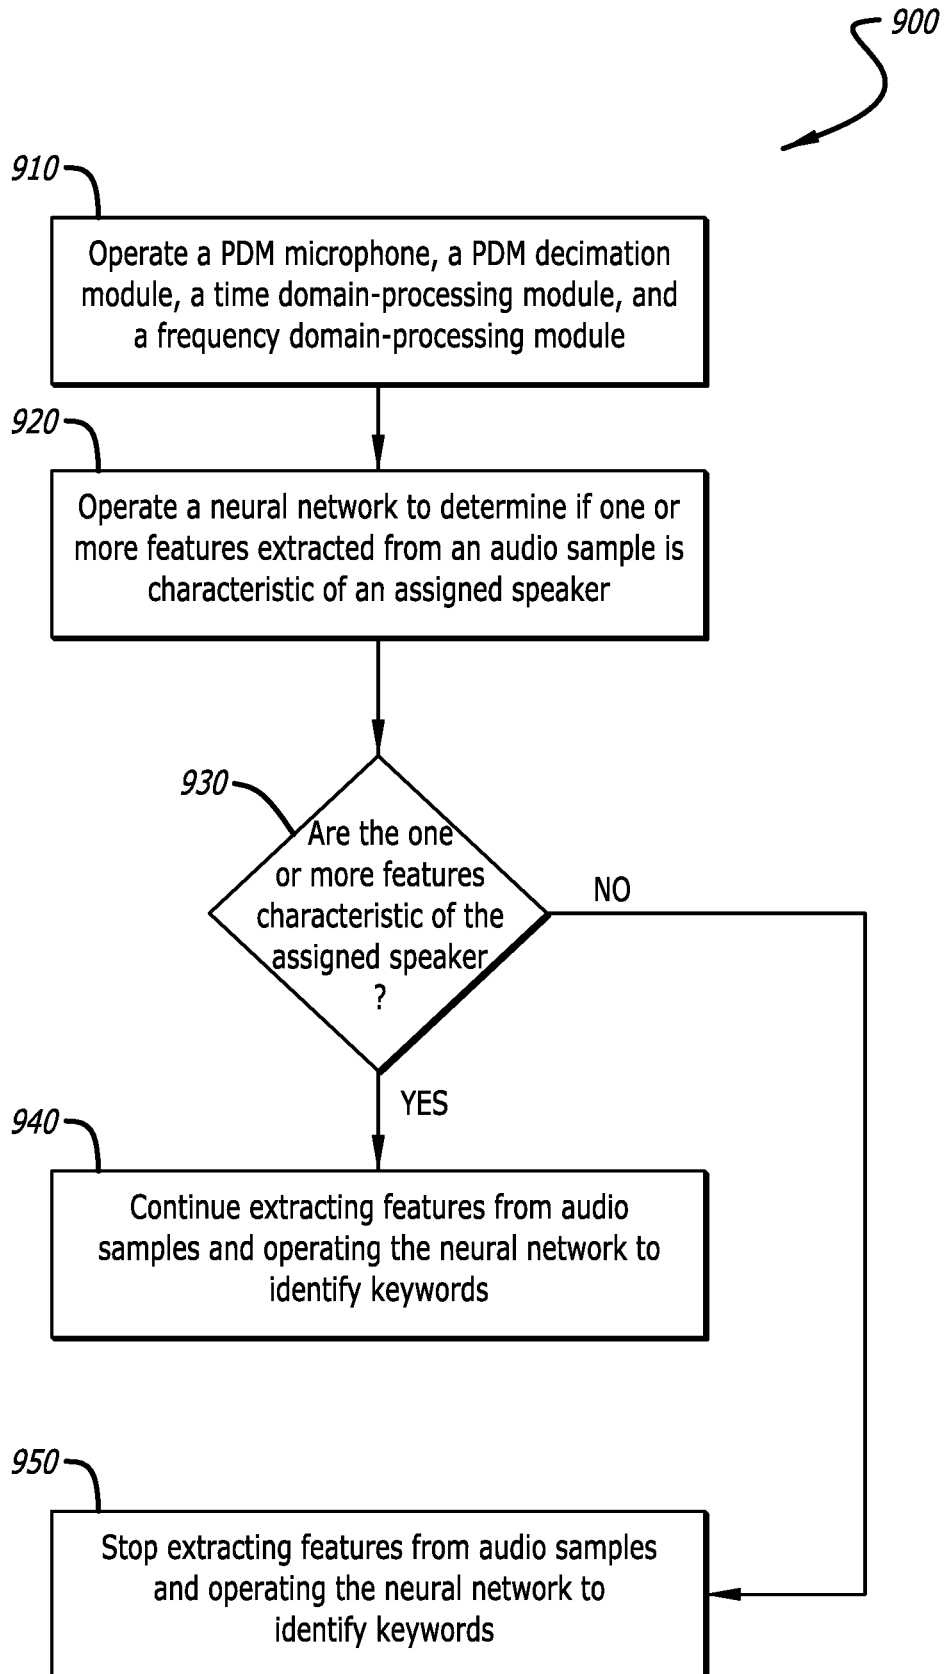 900
910
Operate a PDM microphone, a PDM decimation
module, a time domain-processing module, and
a frequency domain-processing module
920
Operate a neural network to determine if one or
more features extracted from an audio sample is
characteristic of an assigned speaker
930
Are the one
or more features
characteristic of the
assigned speaker
?
NO
YES
940
Continue extracting features from audio
samples and operating the neural network to
identify keywords
950
Stop extracting features from audio samples
and operating the neural network to
identify keywords